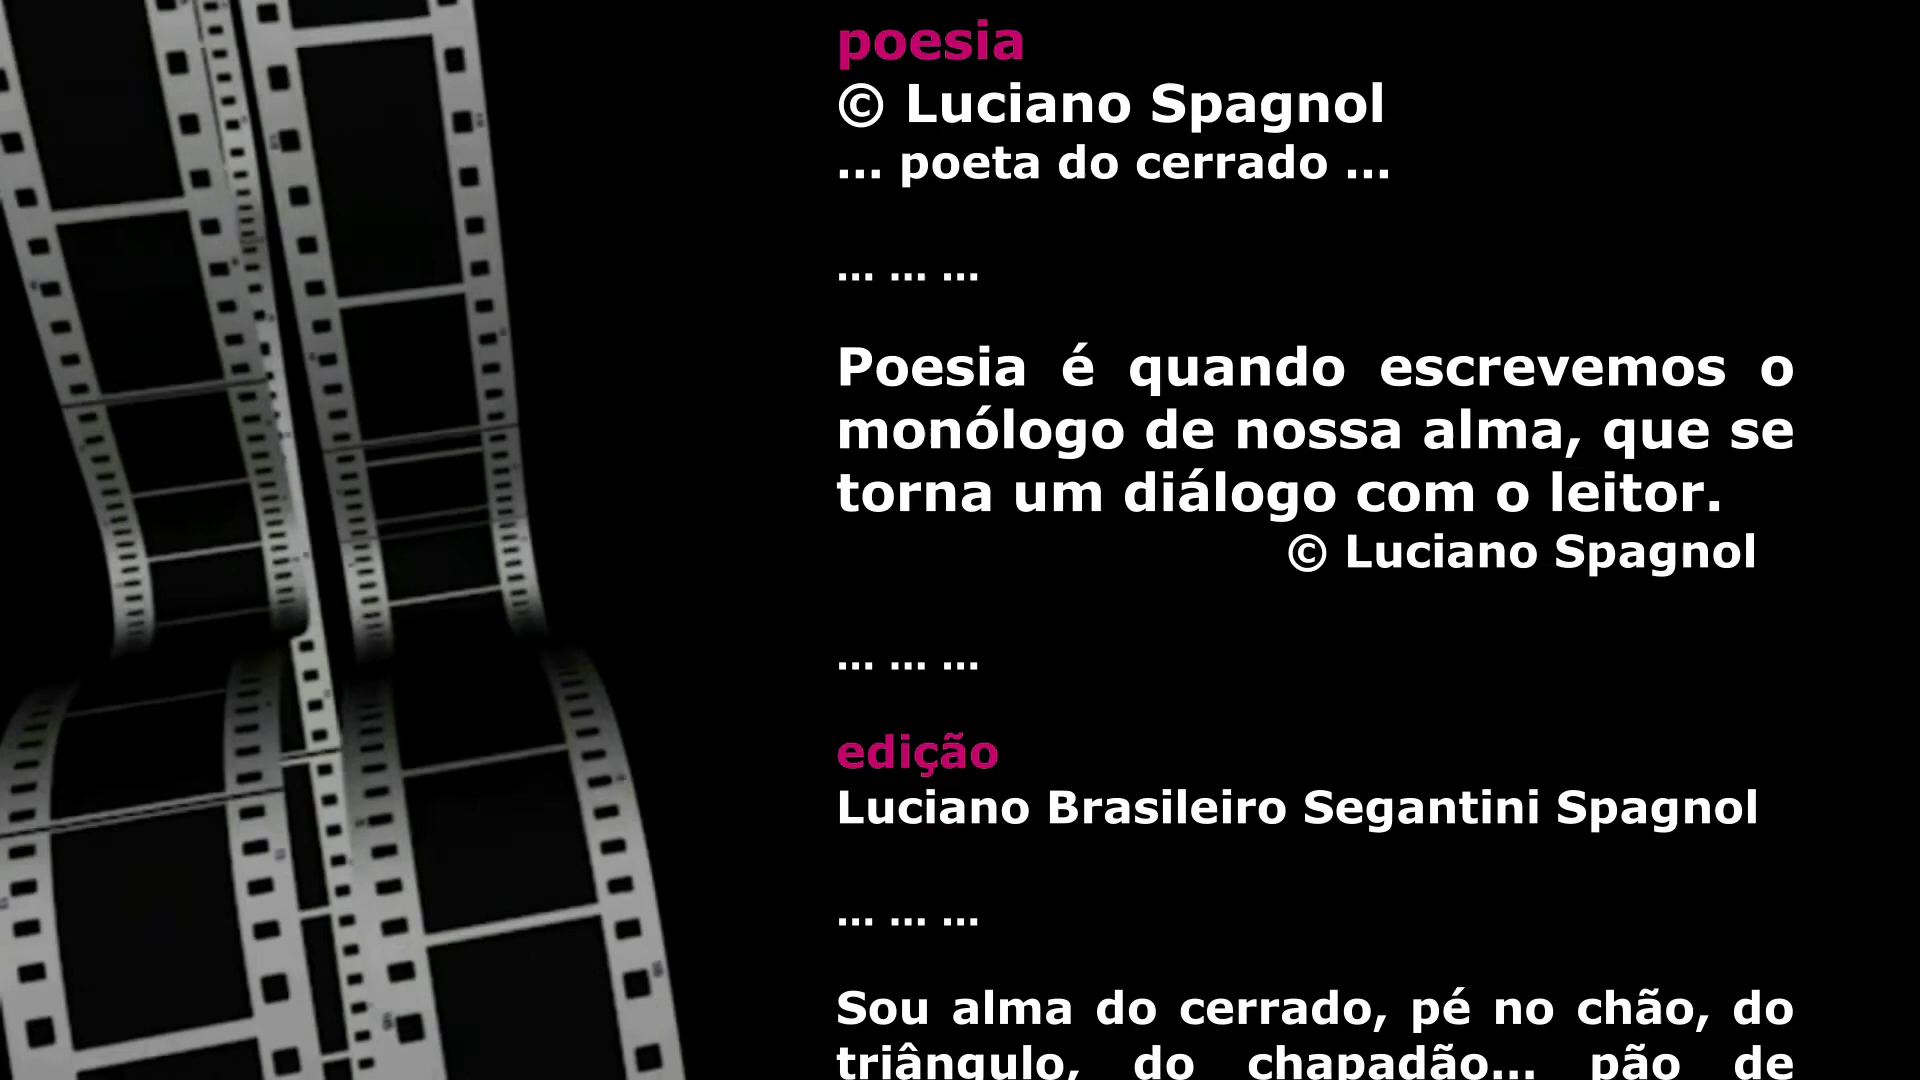 poesia
© Luciano Spagnol
... poeta do cerrado ...
... ... ...
Poesia é quando escrevemos o
monólogo de nossa alma, que se
torna um diálogo com o leitor.
© Luciano Spagnol
... ... ...
edição
Luciano Brasileiro Segantini Spagnol
... ... ...
Sou alma do cerrado, pé no chão, do
triângulo, do chapadão... pão de